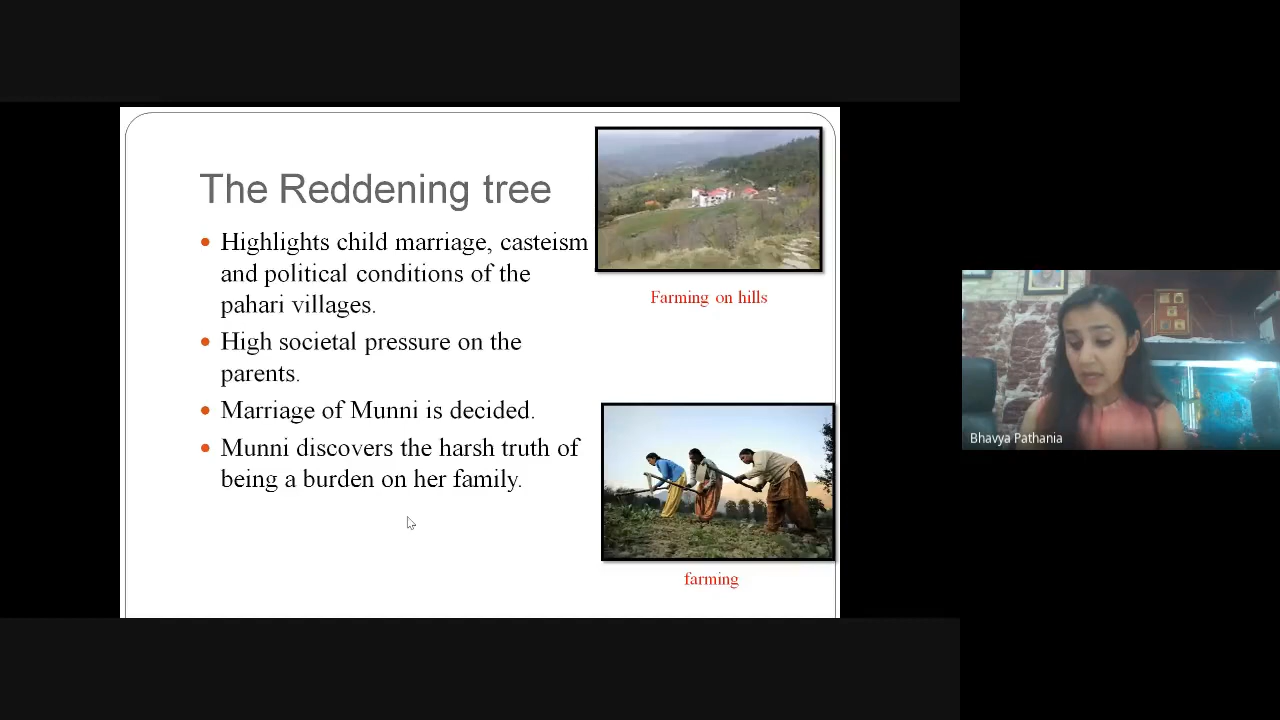 The Reddening tree
Highlights child marriage, casteism
and political conditions of the
pahari villages.
High societal pressure on the
parents.
Marriage of Munni is decided.
Munni discovers the harsh truth of
being a burden on her family.
Farming on hills
farming
Bhavya Pathania